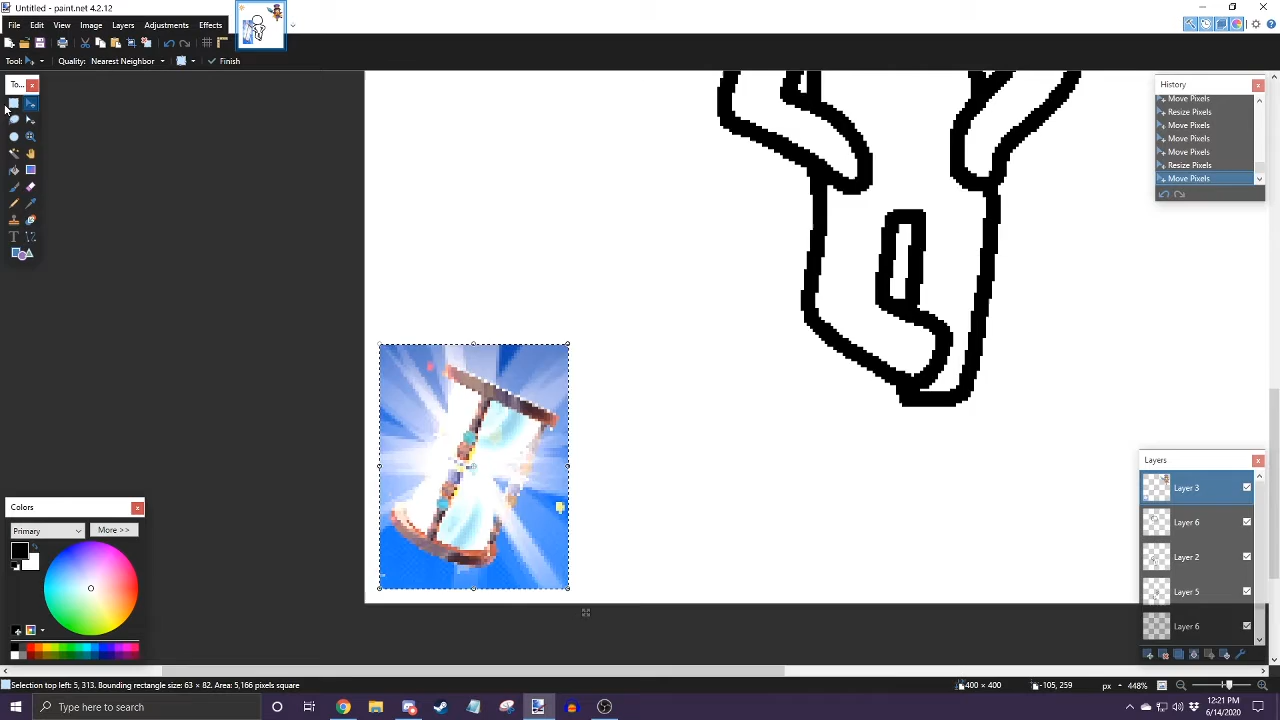 Untitled - paint.net 4.2.12
File Edit View Image Layers Adjustments Effects
Tool: Quality: Nearest Neighbor Finish
To...
History
Move Pixels
Resize Pixels
Move Pixels
Move Pixels
Move Pixels
Resize Pixels
Move Pixels
Layers
Layer 3
Layer 6
Layer 2
Layer 5
Layer 6
Colors
Primary More >>
Selection top left: 5, 313. Bounding rectangle size: 63 × 82. Area: 5,166 pixels square 400 × 400 -105, 259 px 448%
Type here to search
12:21 PM
6/14/2020